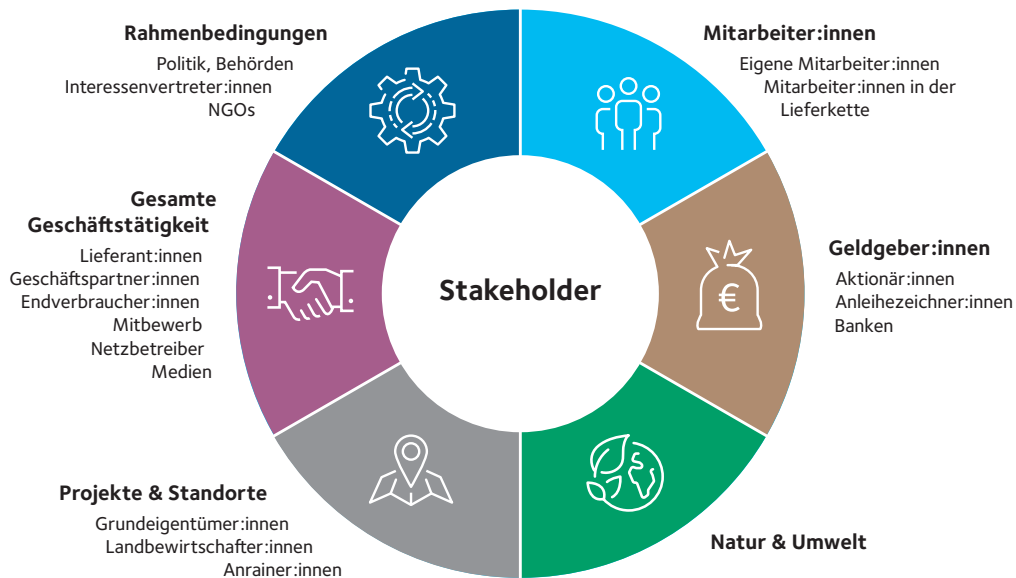 Rahmenbedingungen
Politik, Behörden
Interessenvertreter:innen
NGOs
Mitarbeiter:innen
Eigene Mitarbeiter:innen
Mitarbeiter:innen in der
Lieferkette
Gesamte
Geschäftstätigkeit
Lieferant:innen
Geschäftspartner:innen
Endverbraucher:innen
Mitbewerb
Netzbetreiber
Medien
Stakeholder
€
Geldgeber:innen
Aktionär:innen
Anleihezeichner:innen
Banken
Projekte & Standorte
Grundeigentümer:innen
Landbewirtschafter:innen
Anrainer:innen
Natur & Umwelt